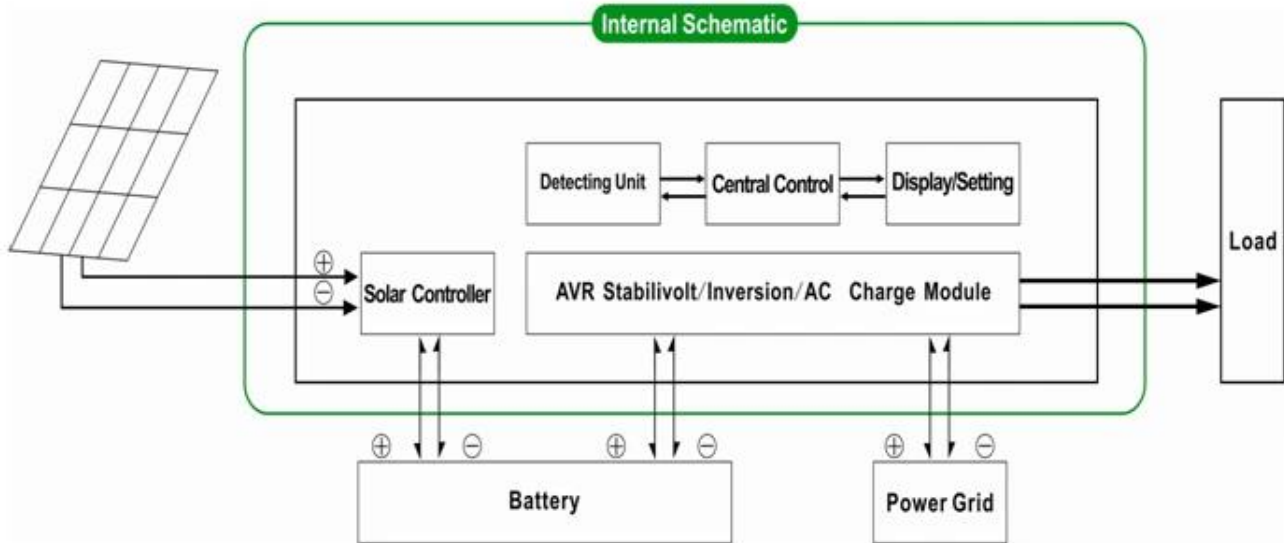 Internal Schematic
Detecting Unit
Central Control
Display/Setting
Load
⊕
⊖
Solar Controller
AVR Stabilivolt/Inversion/AC Charge Module
⊕ ⊖ ⊕ ⊖ ⊕ ⊖
Battery
Power Grid